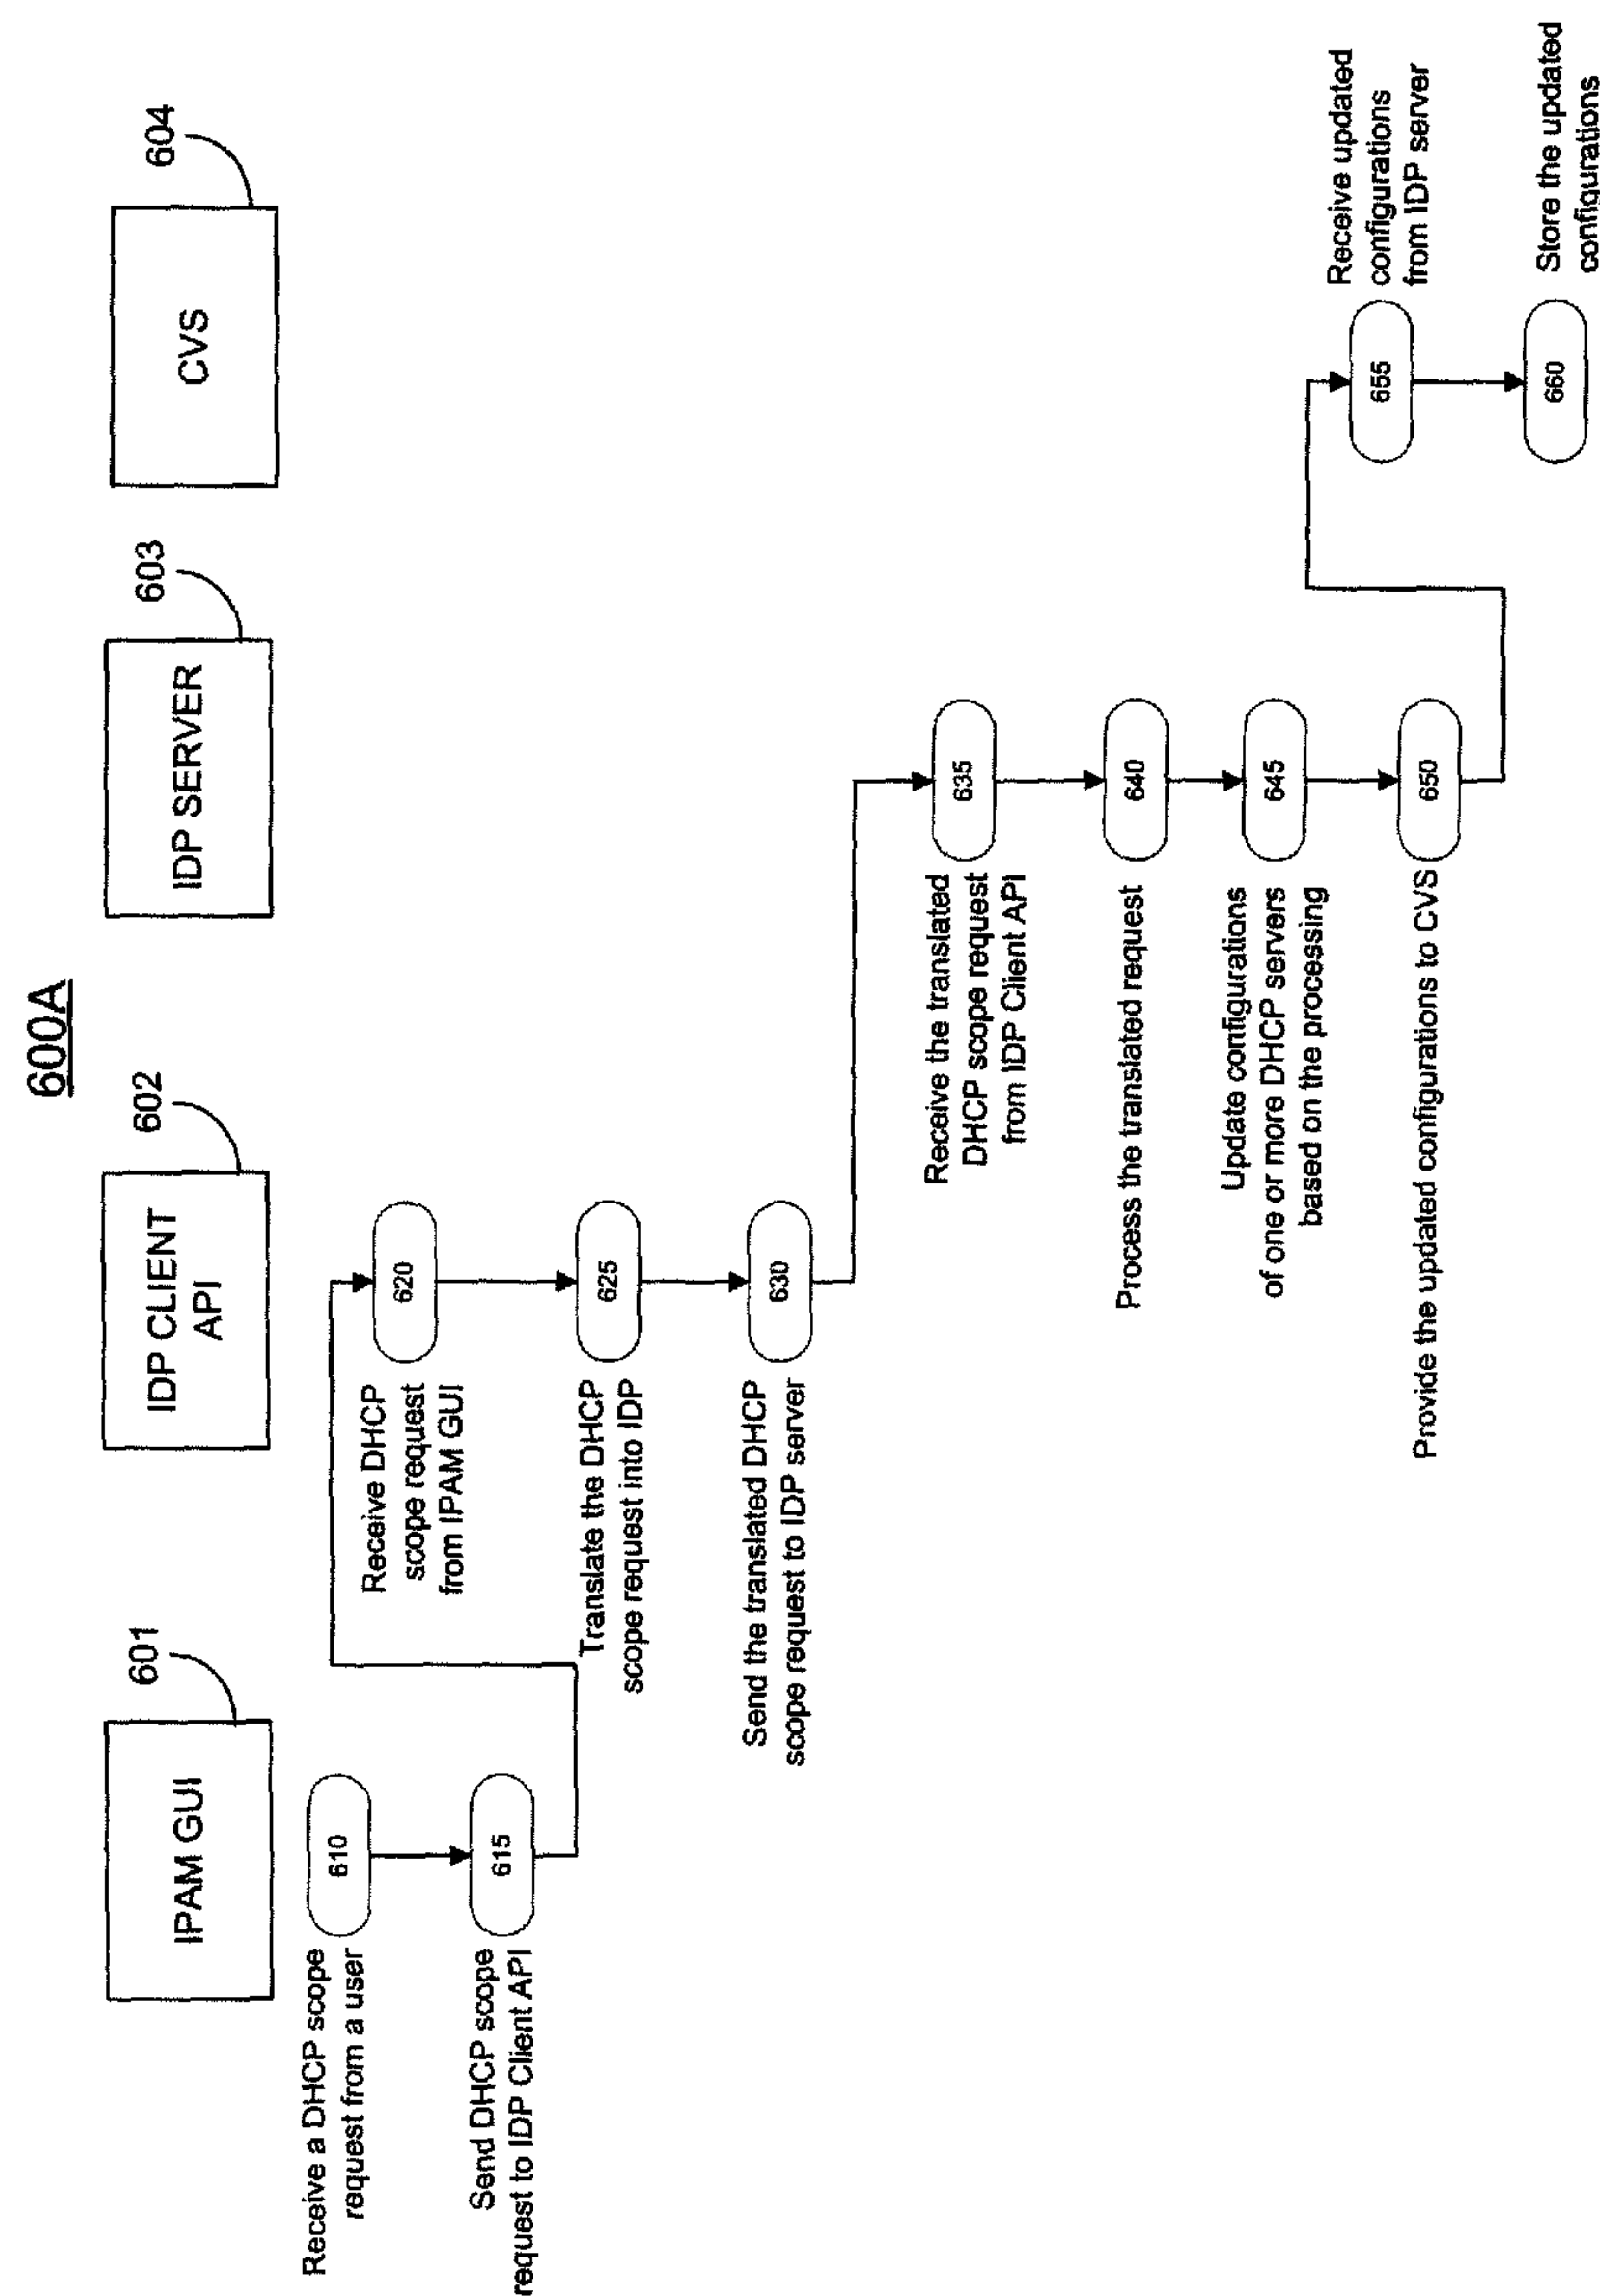 600A
601
IPAM GUI
602
IDP CLIENT
API
603
IDP SERVER
604
CVS
Receive a DHCP scope
request from a user
610
Send DHCP scope
request to IDP Client API
615
Receive DHCP
scope request
from IPAM GUI
620
Translate the DHCP
scope request into IDP
625
Send the translated DHCP
scope request to IDP server
630
Receive the translated
DHCP scope request
from IDP Client API
635
Process the translated request
640
Update configurations
of one or more DHCP servers
based on the processing
645
Provide the updated configurations to CVS
650
Receive updated
configurations
from IDP server
655
Store the updated
configurations
660